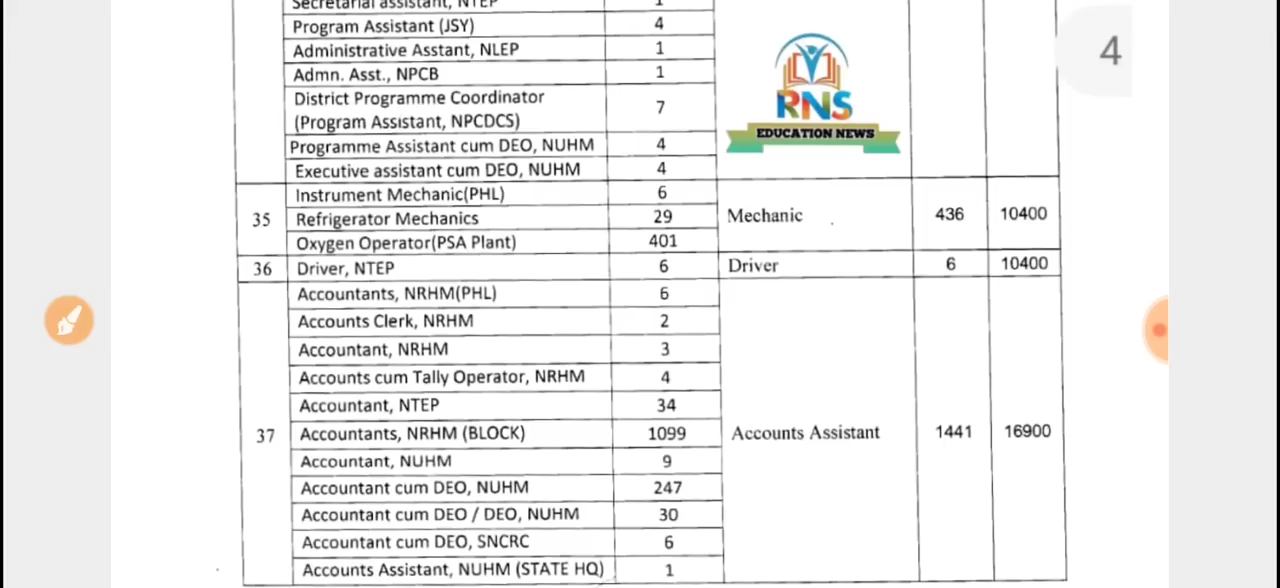 Secretarial assistant, NTEP 1
Program Assistant (JSY) 4
Administrative Asstant, NLEP 1
Admn. Asst., NPCB 1
District Programme Coordinator
(Program Assistant, NPCDCS) 7
Programme Assistant cum DEO, NUHM 4
Executive assistant cum DEO, NUHM 4
4
RNS
EDUCATION NEWS
35 Instrument Mechanic(PHL) 6
Refrigerator Mechanics 29 Mechanic 436 10400
Oxygen Operator(PSA Plant) 401
36 Driver, NTEP 6 Driver 6 10400
Accountants, NRHM(PHL) 6
Accounts Clerk, NRHM 2
Accountant, NRHM 3
Accounts cum Tally Operator, NRHM 4
Accountant, NTEP 34
37 Accountants, NRHM (BLOCK) 1099 Accounts Assistant 1441 16900
Accountant, NUHM 9
Accountant cum DEO, NUHM 247
Accountant cum DEO / DEO, NUHM 30
Accountant cum DEO, SNCRC 6
Accounts Assistant, NUHM (STATE HQ) 1